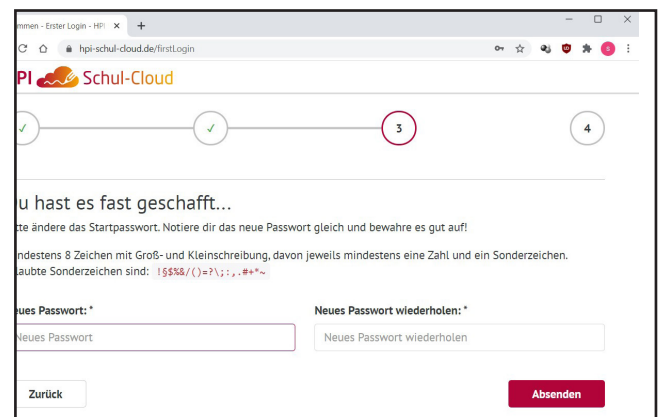 mmen - Erster Login - HPI
hpi-schul-cloud.de/firstLogin
PI Schul-Cloud
3
4
u hast es fast geschafft...
tte ändere das Startpasswort. Notiere dir das neue Passwort gleich und bewahre es gut auf!
ndestens 8 Zeichen mit Groß- und Kleinschreibung, davon jeweils mindestens eine Zahl und ein Sonderzeichen.
laubte Sonderzeichen sind: !§$%&/()=?\;:,.#+*~
eues Passwort: *
Neues Passwort wiederholen: *
Neues Passwort
Neues Passwort wiederholen
Zurück
Absenden